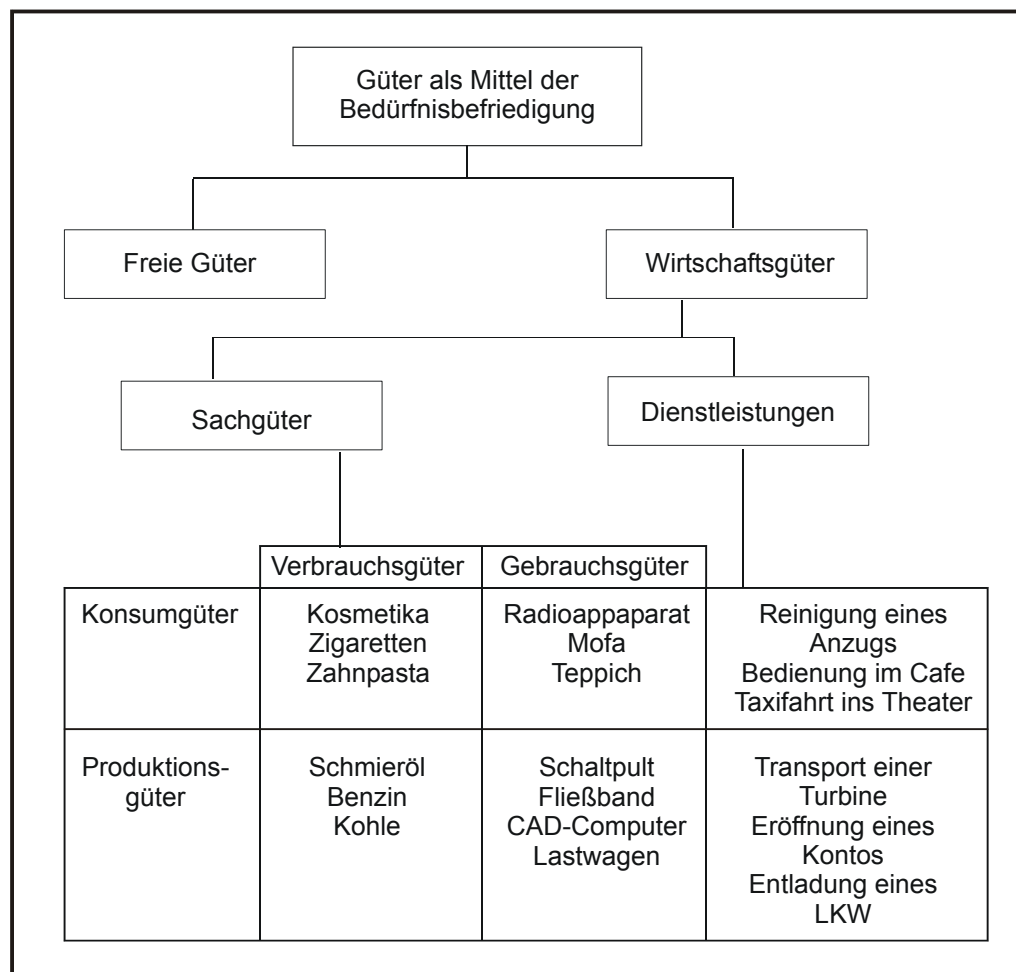 Güter als Mittel der
Bedürfnisbefriedigung
Freie Güter
Wirtschaftsgüter
Sachgüter
Dienstleistungen
Verbrauchsgüter
Gebrauchsgüter
Konsumgüter
Kosmetika
Zigaretten
Zahnpasta
Radioappaparat
Mofa
Teppich
Reinigung eines
Anzugs
Bedienung im Cafe
Taxifahrt ins Theater
Produktions-
güter
Schmieröl
Benzin
Kohle
Schaltpult
Fließband
CAD-Computer
Lastwagen
Transport einer
Turbine
Eröffnung eines
Kontos
Entladung eines
LKW